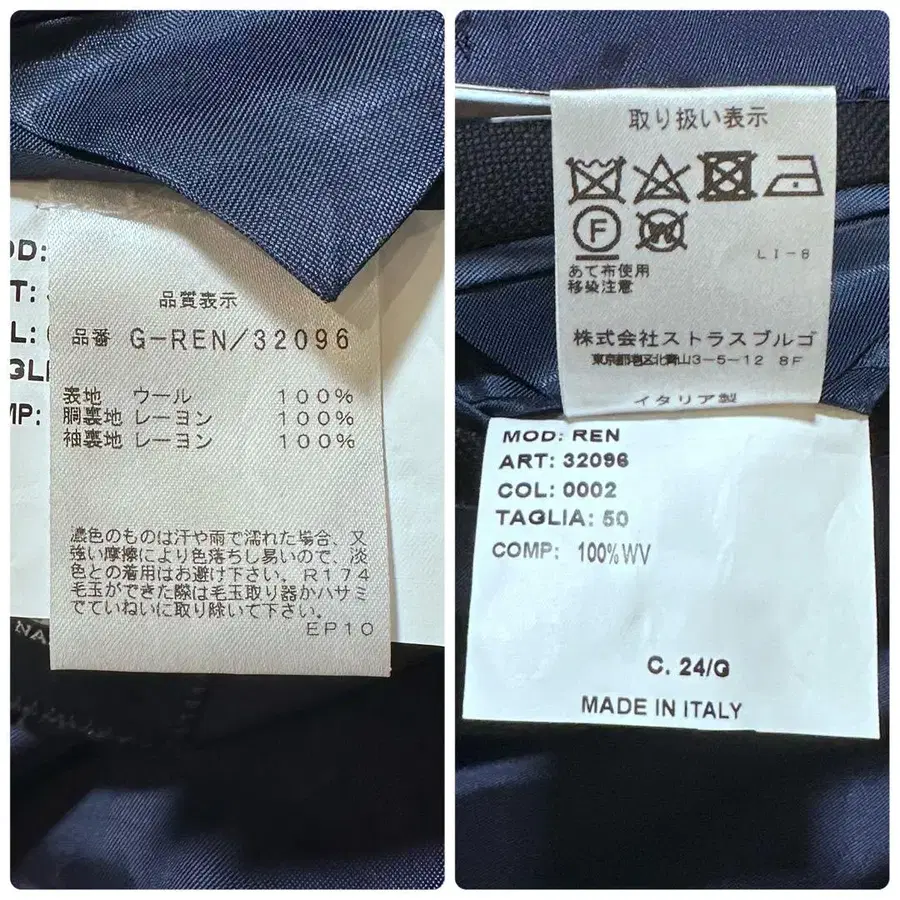 品質表示
品番 G-REN/32096
表地 ウール 100%
胴裏地 レーヨン 100%
袖裏地 レーヨン 100%
濃色のものは汗や雨で濡れた場合、又
強い摩擦により色落ちし易いので、淡
色との着用はお避け下さい。R174
毛玉ができた際は毛玉取り器かハサミ
でていねいに取り除いて下さい。
EP10
取り扱い表示
F
W
LI-8
あて布使用
移染注意
株式会社ストラスブルゴ
東京都港区北青山3-5-12 8F
イタリア製
MOD: REN
ART: 32096
COL: 0002
TAGLIA: 50
COMP: 100%WV
C. 24/G
MADE IN ITALY